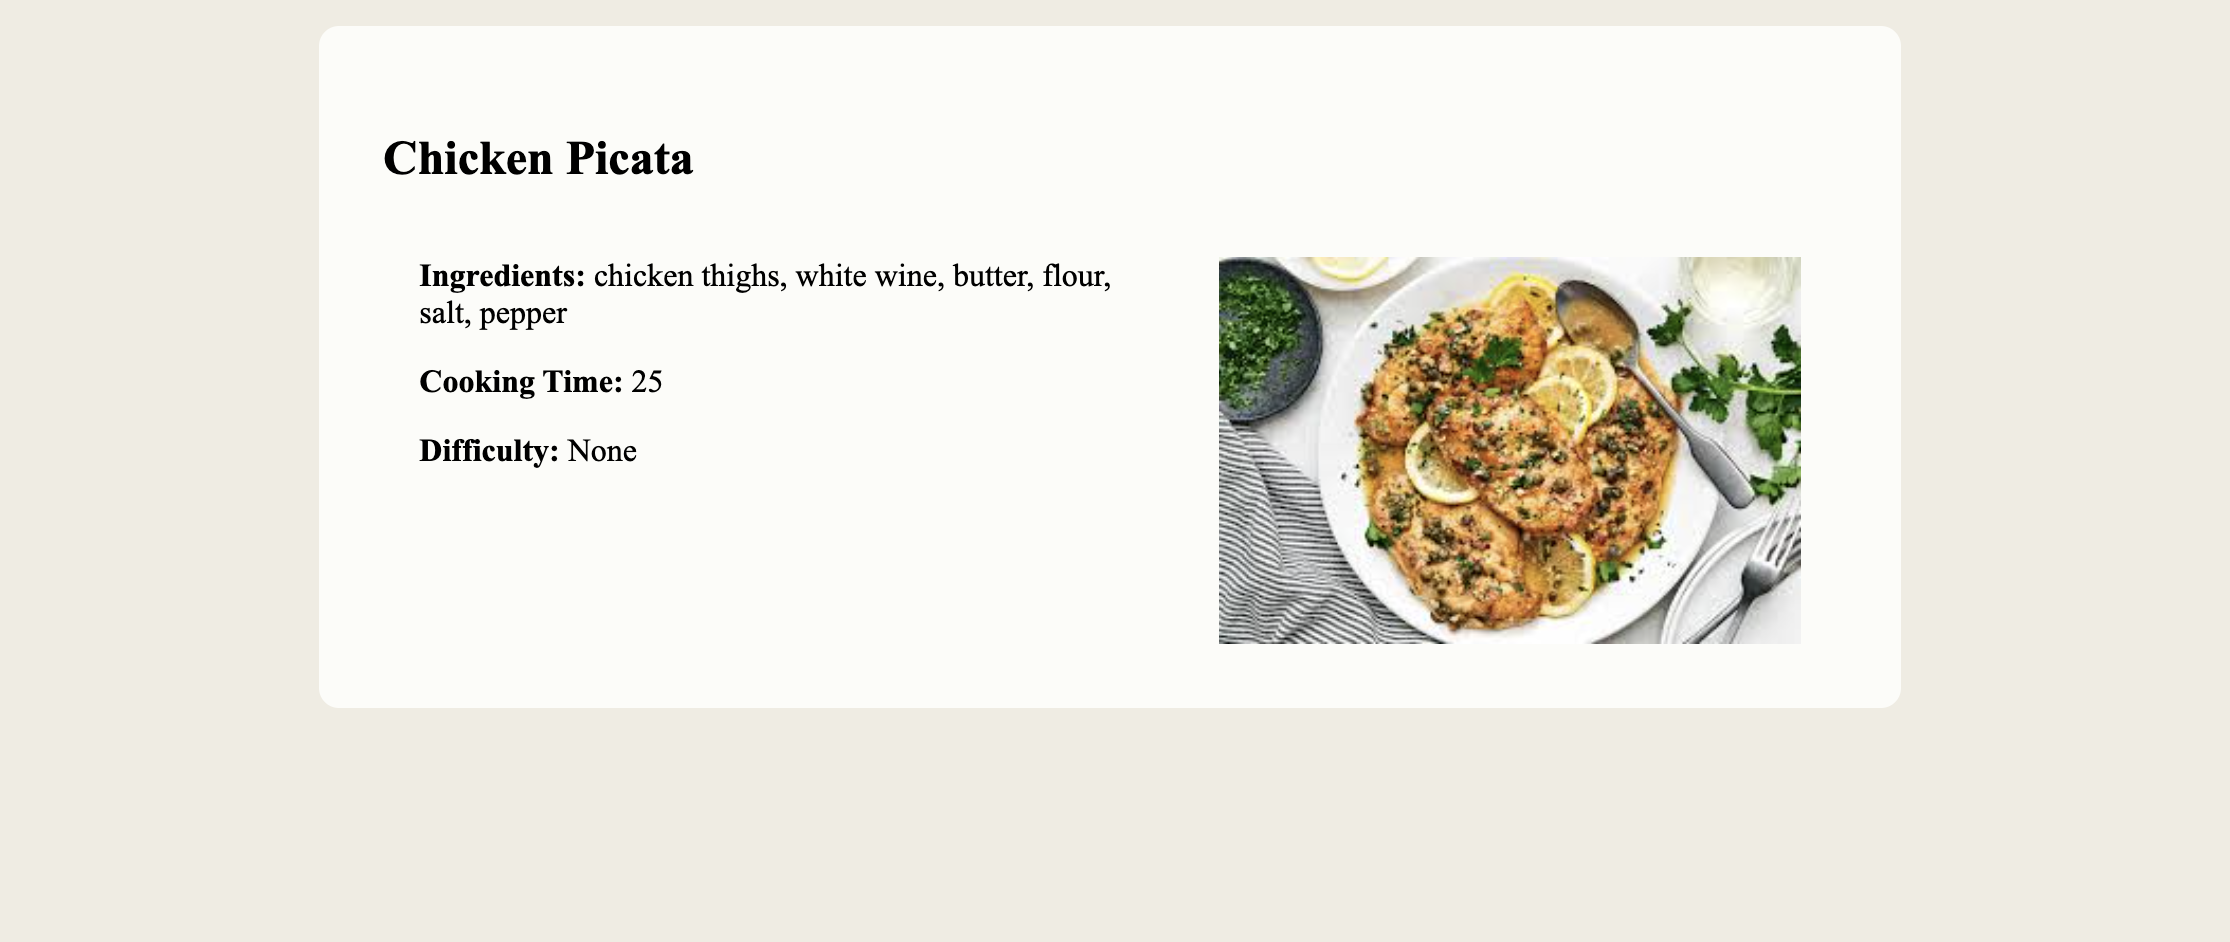 Chicken Picata
Ingredients: chicken thighs, white wine, butter, flour,
salt, pepper
Cooking Time: 25
Difficulty: None